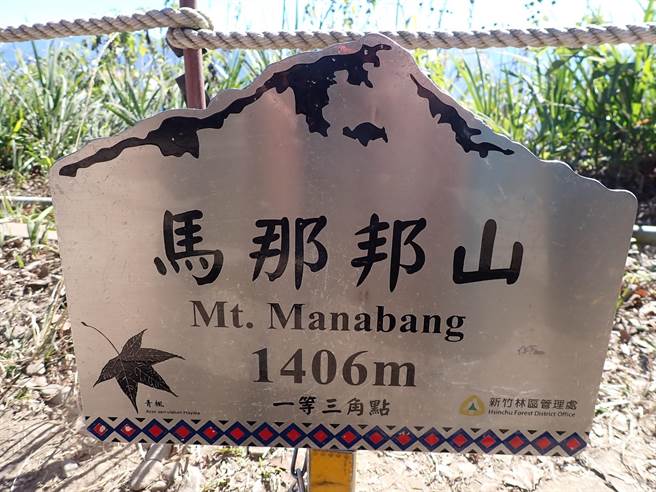 馬那邦山
Mt. Manabang
1406m
一等三角點
青楓
新竹林區管理處
Hsinchu Forest District Office